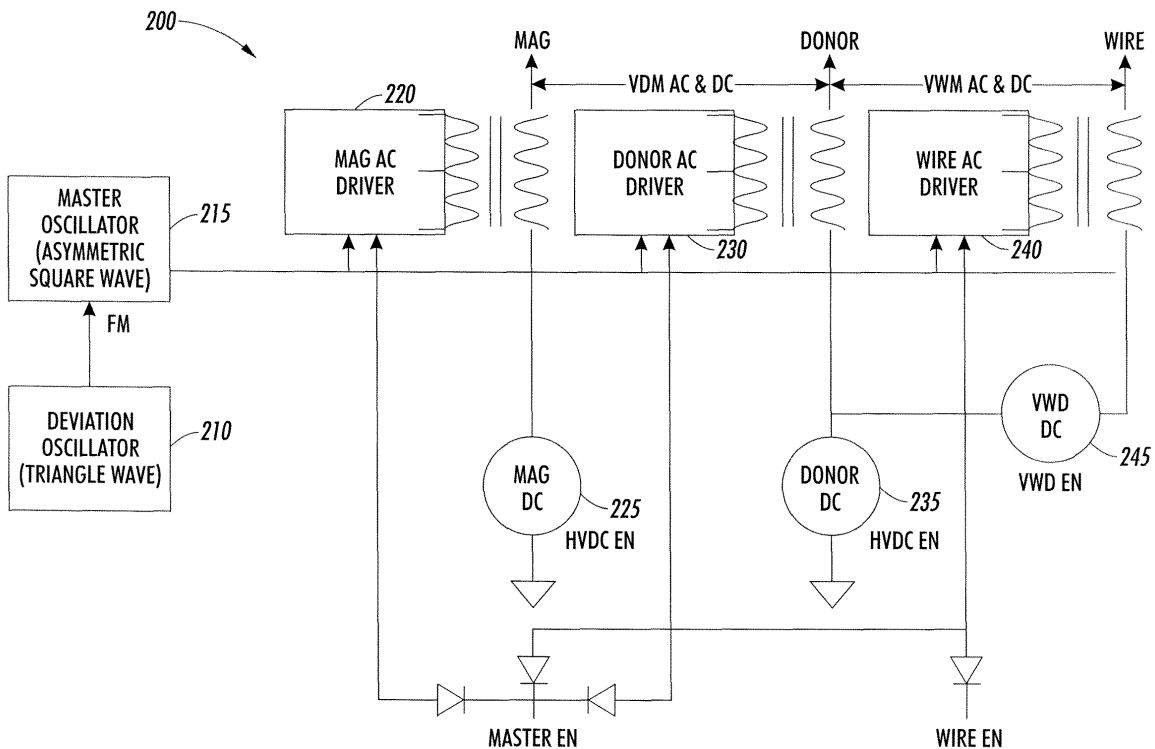 200
MAG
DONOR
WIRE
VDM AC & DC
VWM AC & DC
220
MAG AC
DRIVER
DONOR AC
DRIVER
WIRE AC
DRIVER
MASTER
OSCILLATOR
(ASYMMETRIC
SQUARE WAVE)
215
230
240
FM
DEVIATION
OSCILLATOR
(TRIANGLE WAVE)
210
VWD
DC
245
VWD EN
MAG
DC
225
HVDC EN
DONOR
DC
235
HVDC EN
MASTER EN
WIRE EN